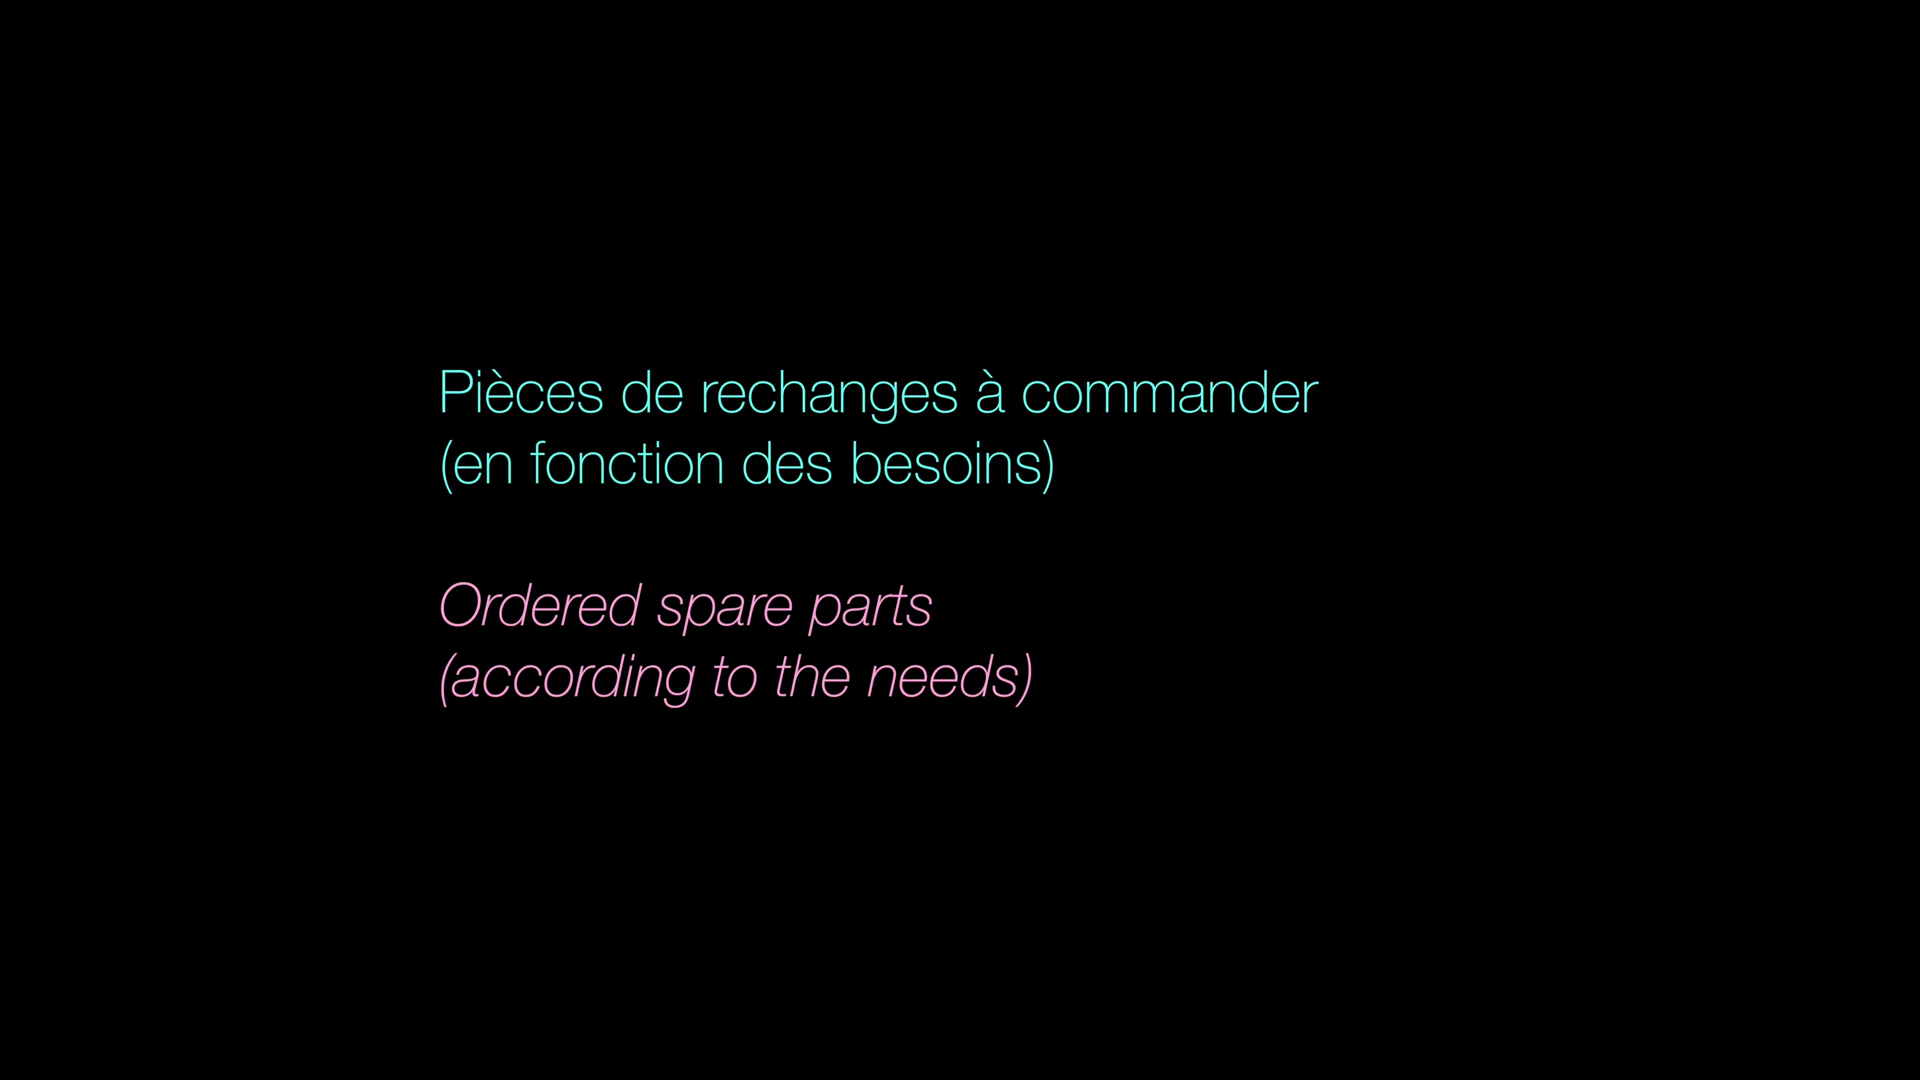 Pièces de rechanges à commander
(en fonction des besoins)
Ordered spare parts
(according to the needs)